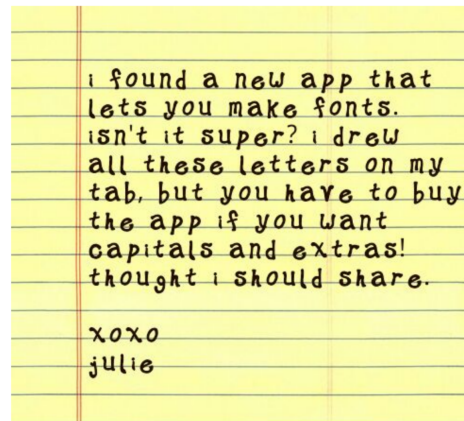 i found a new app that
lets you make fonts.
isn't it super? i drew
all these letters on my
tab, but you have to buy
the app if you want
capitals and extras!
thought i should share.
xoxo
julie